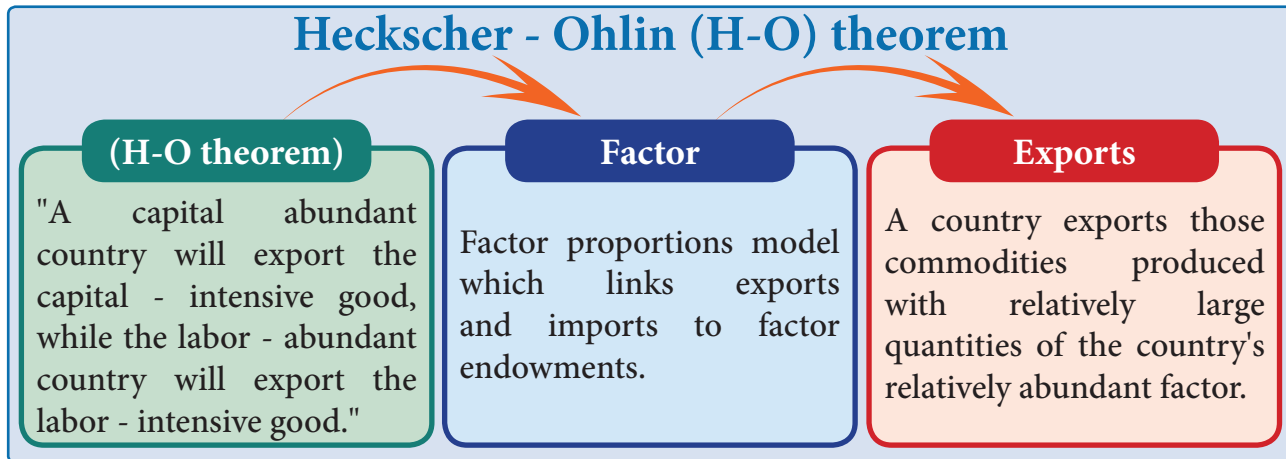 Heckscher - Ohlin (H-O) theorem
(H-O theorem)
"A capital abundant
country will export the
capital - intensive good,
while the labor - abundant
country will export the
labor - intensive good."
Factor
Factor proportions model
which links exports
and imports to factor
endowments.
Exports
A country exports those
commodities produced
with relatively large
quantities of the country's
relatively abundant factor.